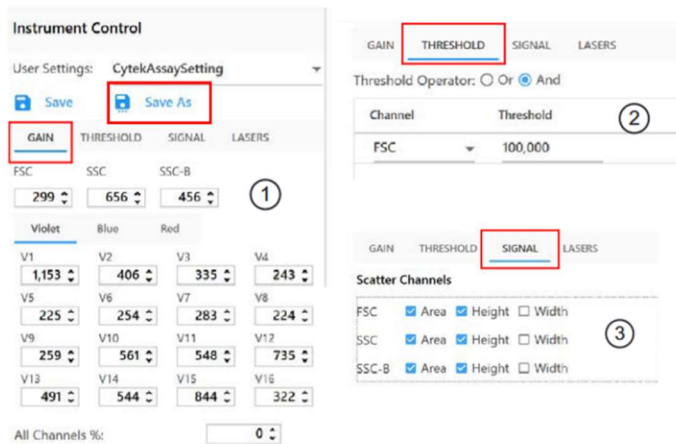 Instrument Control
User Settings: CytekAssaySetting
Save Save As
GAIN THRESHOLD SIGNAL LASERS
FSC SSC SSC-B
299 656 456
1
Violet Blue Red
V1 V2 V3 V4
1,153 406 335 243
V5 V6 V7 V8
225 254 283 224
V9 V10 V11 V12
259 561 548 735
V13 V14 V15 V16
491 544 844 322
All Channels %: 0
GAIN THRESHOLD SIGNAL LASERS
Threshold Operator: Or And
Channel Threshold
2
FSC 100,000
GAIN THRESHOLD SIGNAL LASERS
Scatter Channels
FSC Area Height Width
SSC Area Height Width
3
SSC-B Area Height Width